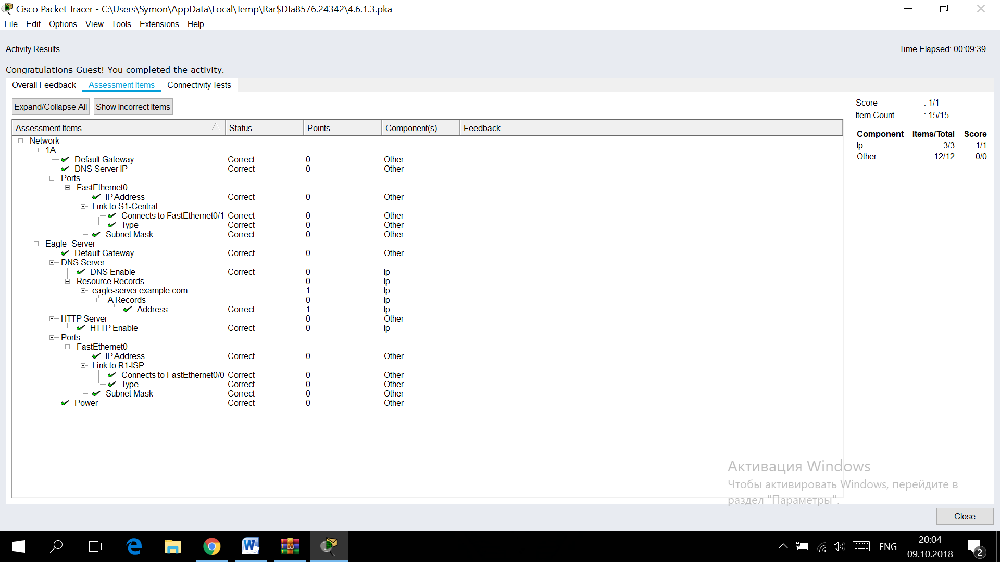 Cisco Packet Tracer - C:\Users\Symon\AppData\Local\Temp\Rar$DIa8576.24342\4.6.1.3.pka
File Edit Options View Tools Extensions Help
Activity Results
Time Elapsed: 00:09:39
Congratulations Guest! You completed the activity.
Overall Feedback Assessment Items Connectivity Tests
Expand/Collapse All Show Incorrect Items
Assessment Items Status Points Component(s) Feedback
Network
1A
Default Gateway Correct 0 Other
DNS Server IP Correct 0 Other
Ports
FastEthernet0
IP Address Correct 0 Other
Link to S1-Central
Connects to FastEthernet0/1 Correct 0 Other
Type Correct 0 Other
Subnet Mask Correct 0 Other
Eagle_Server
Default Gateway Correct 0 Other
DNS Server
DNS Enable Correct 0 Ip
Resource Records 0 Ip
eagle-server.example.com 1 Ip
A Records 0 Ip
Address Correct 1 Ip
HTTP Server 0 Other
HTTP Enable Correct 0 Ip
Ports
FastEthernet0
IP Address Correct 0 Other
Link to R1-ISP
Connects to FastEthernet0/0 Correct 0 Other
Type Correct 0 Other
Subnet Mask Correct 0 Other
Power Correct 0 Other
Score : 1/1
Item Count : 15/15
Component Items/Total Score
Ip 3/3 1/1
Other 12/12 0/0
Активация Windows
Чтобы активировать Windows, перейдите в
раздел "Параметры".
Close
ENG
20:04
09.10.2018
2